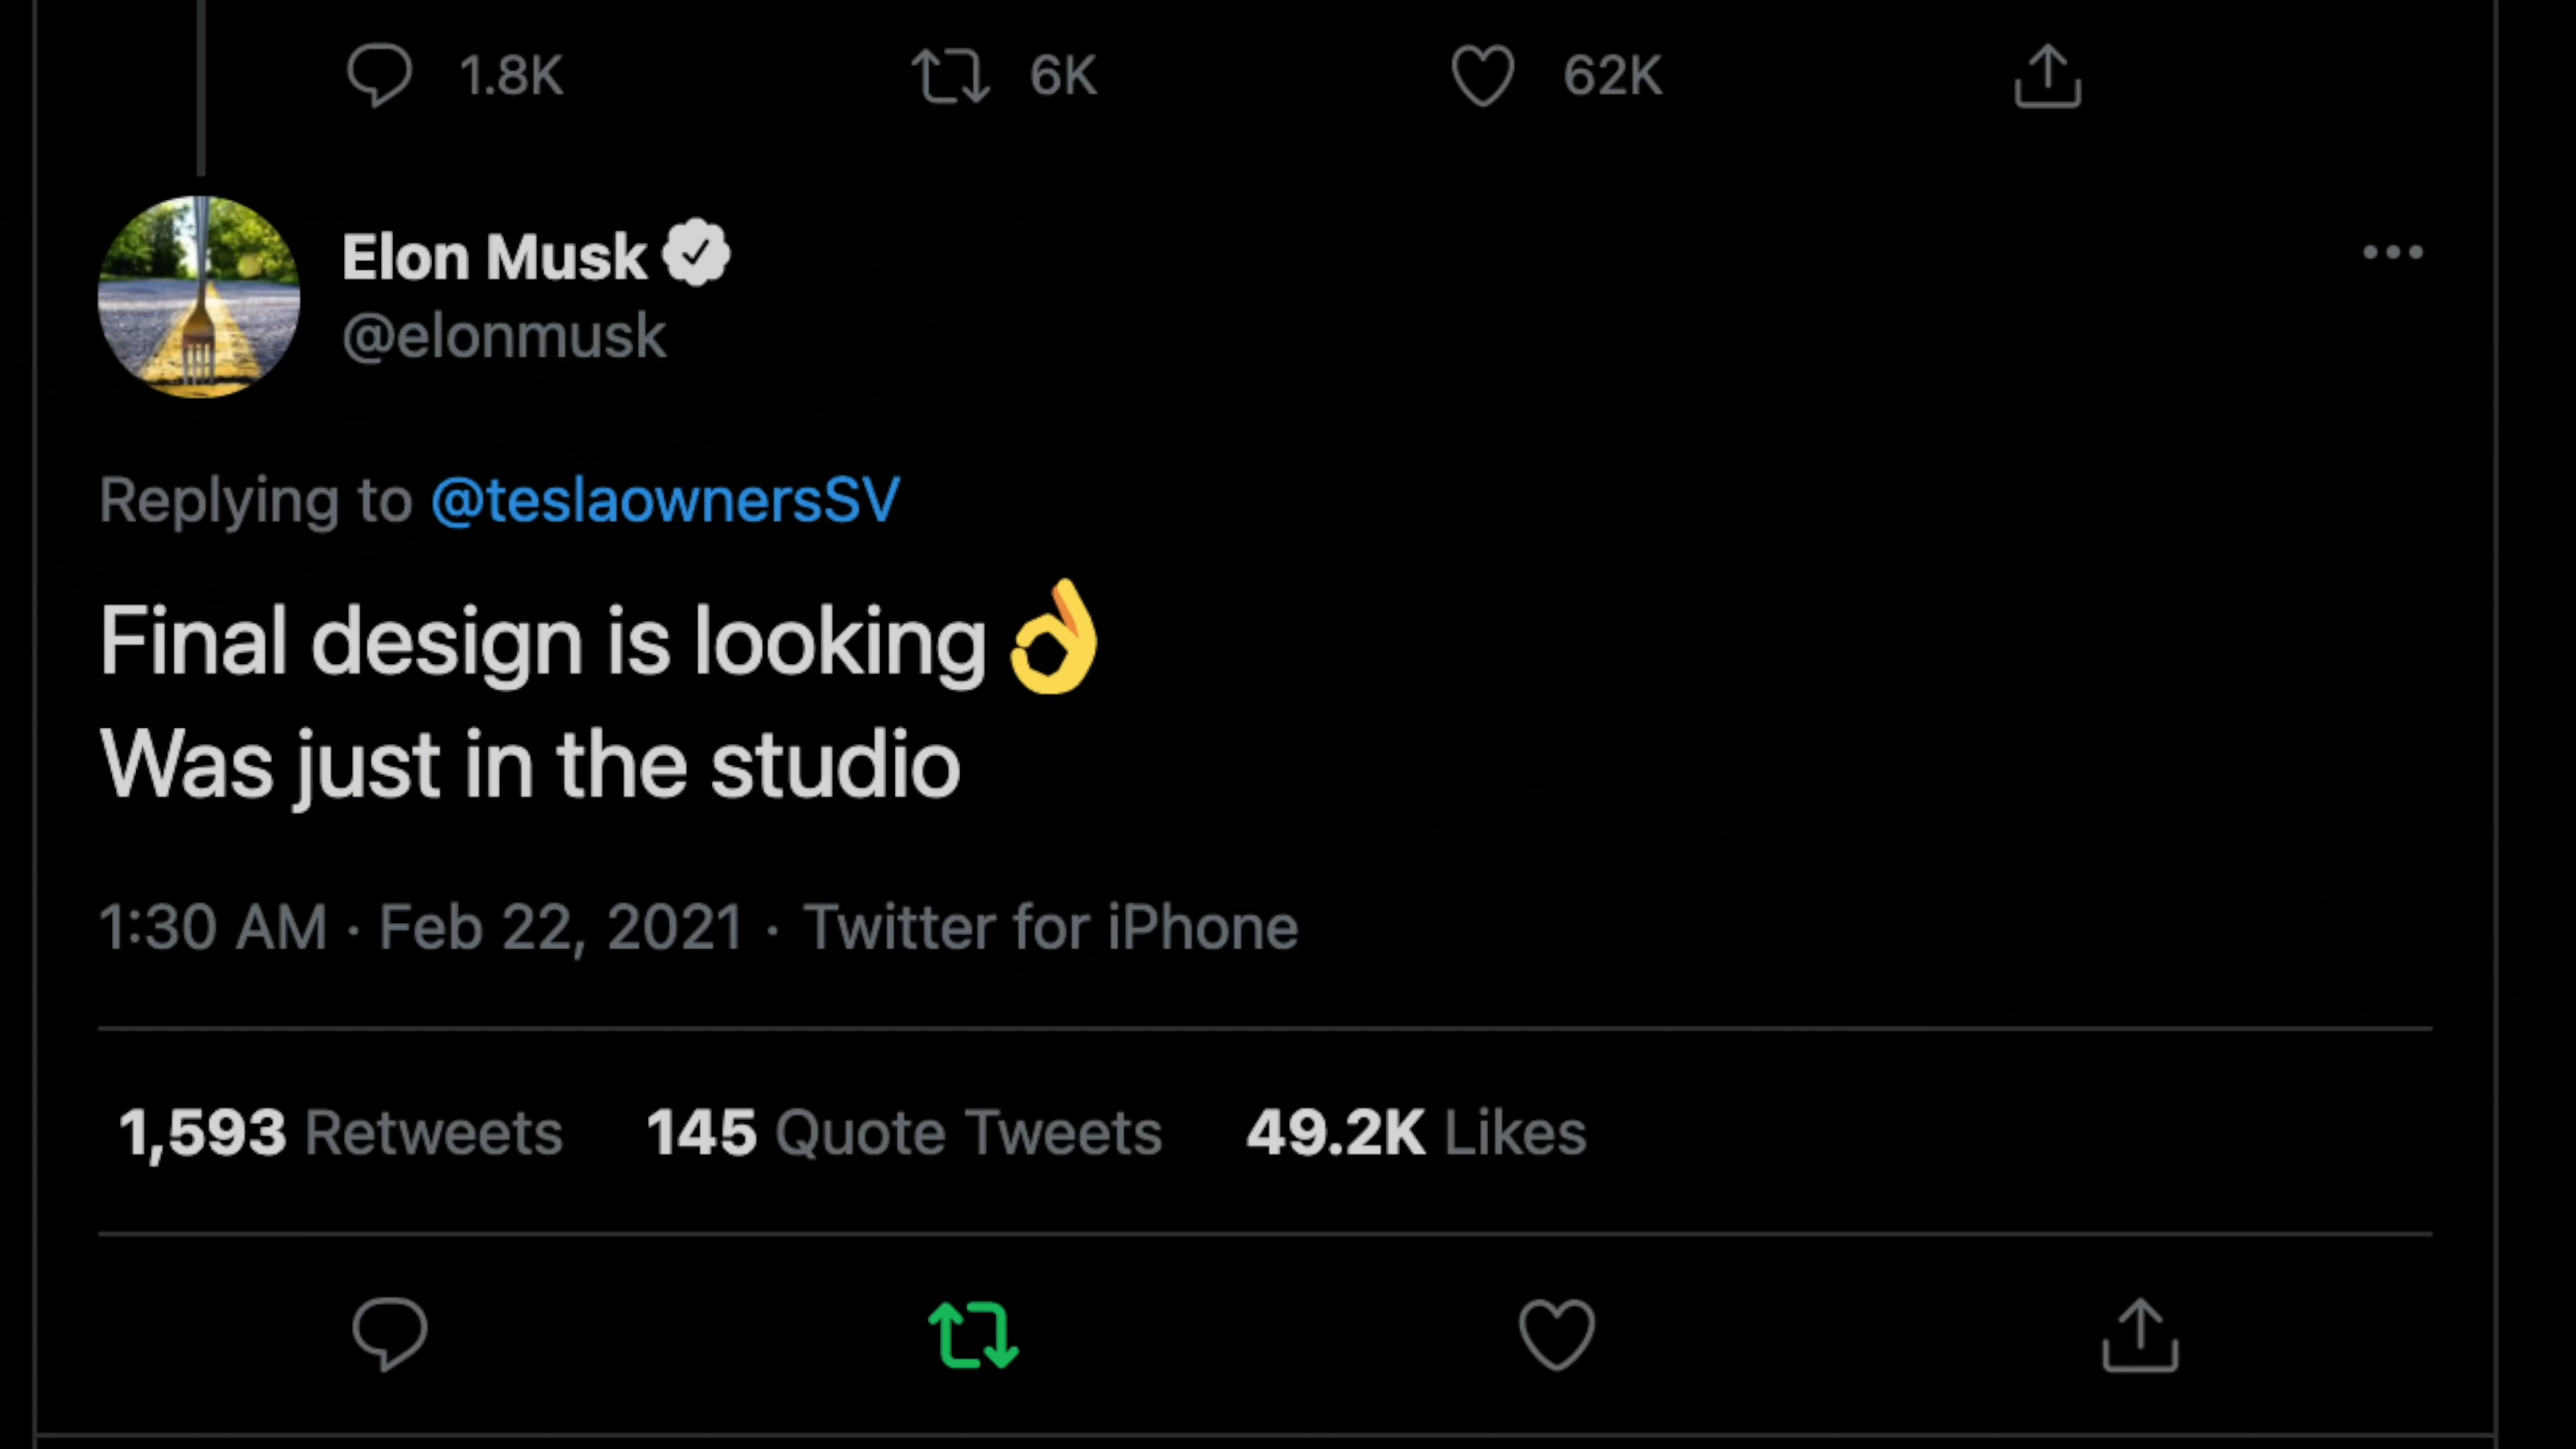 1.8K 6K 62K
Elon Musk
@elonmusk
Replying to @teslaownersSV
Final design is looking 👌
Was just in the studio
1:30 AM · Feb 22, 2021 · Twitter for iPhone
1,593 Retweets 145 Quote Tweets 49.2K Likes